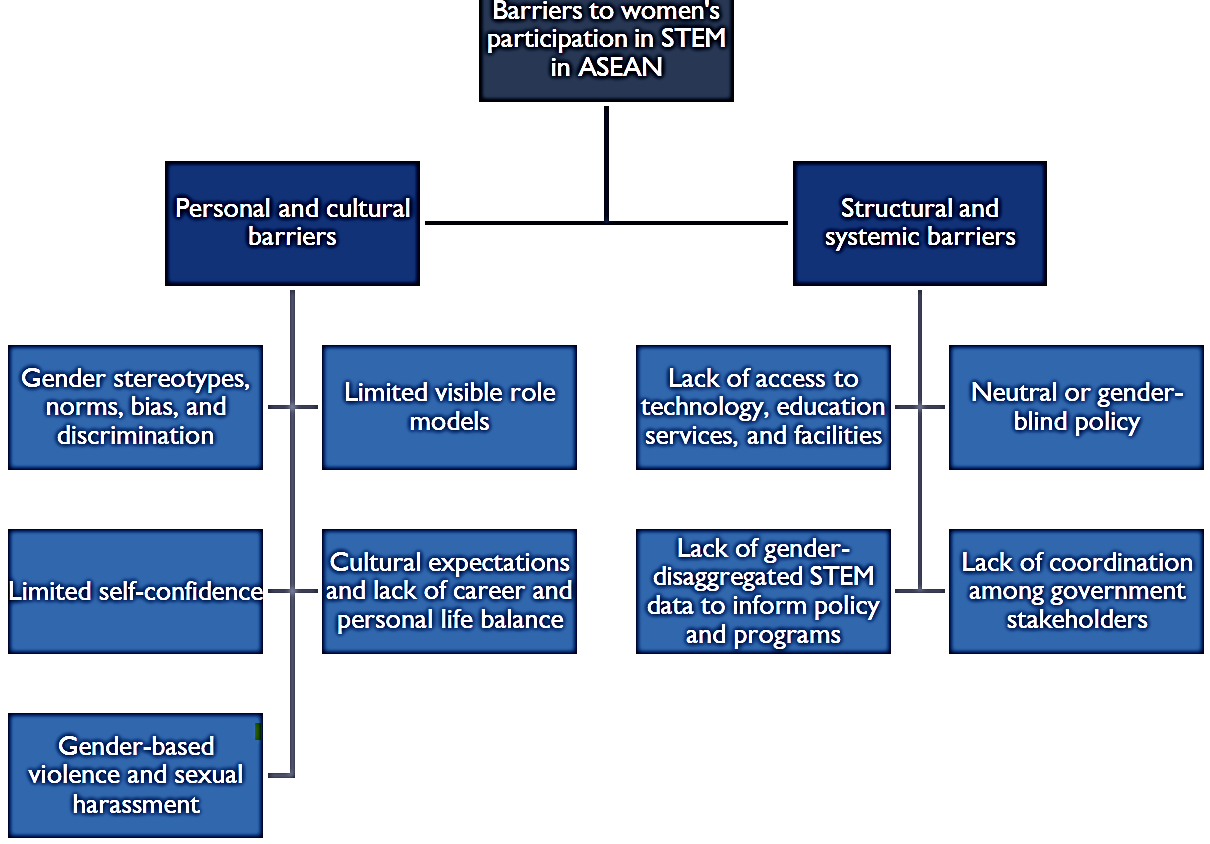 Barriers to women's
participation in STEM
in ASEAN
Personal and cultural
barriers
Structural and
systemic barriers
Gender stereotypes,
norms, bias, and
discrimination
Limited visible role
models
Lack of access to
technology, education
services, and facilities
Neutral or gender-
blind policy
Limited self-confidence
Cultural expectations
and lack of career and
personal life balance
Lack of gender-
disaggregated STEM
data to inform policy
and programs
Lack of coordination
among government
stakeholders
Gender-based
violence and sexual
harassment